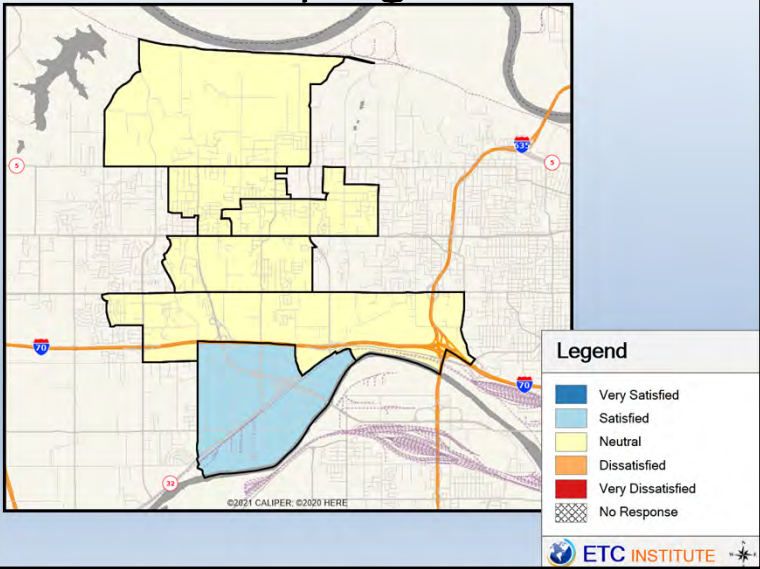 635
5
5
70
70
32
©2021 CALIPER; ©2020 HERE
Legend
Very Satisfied
Satisfied
Neutral
Dissatisfied
Very Dissatisfied
No Response
ETC INSTITUTE